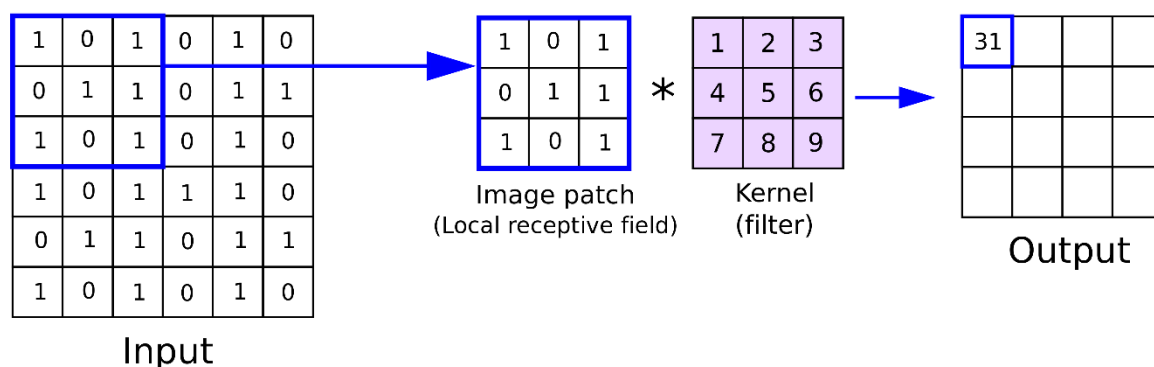 1 0 1 0 1 0
0 1 1 0 1 1
1 0 1 0 1 0
1 0 1 1 1 0
0 1 1 0 1 1
1 0 1 0 1 0
Input
1 0 1
0 1 1
1 0 1
Image patch
(Local receptive field)
*
1 2 3
4 5 6
7 8 9
Kernel
(filter)
31
Output